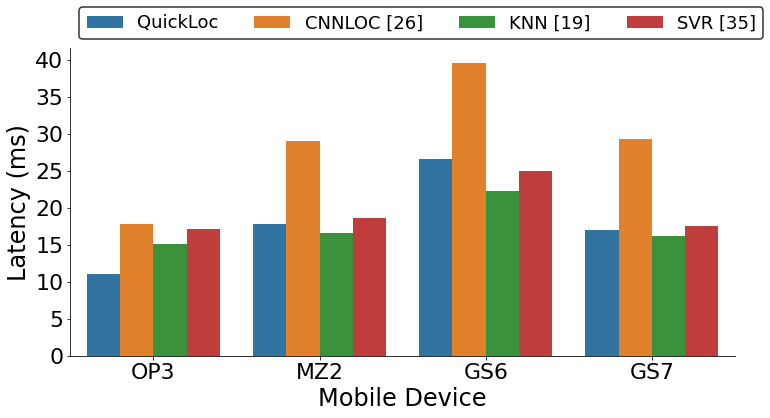 QuickLoc CNNLOC [26] KNN [19] SVR [35]
Latency (ms)
40
35
30
25
20
15
10
5
0
OP3 MZ2 GS6 GS7
Mobile Device